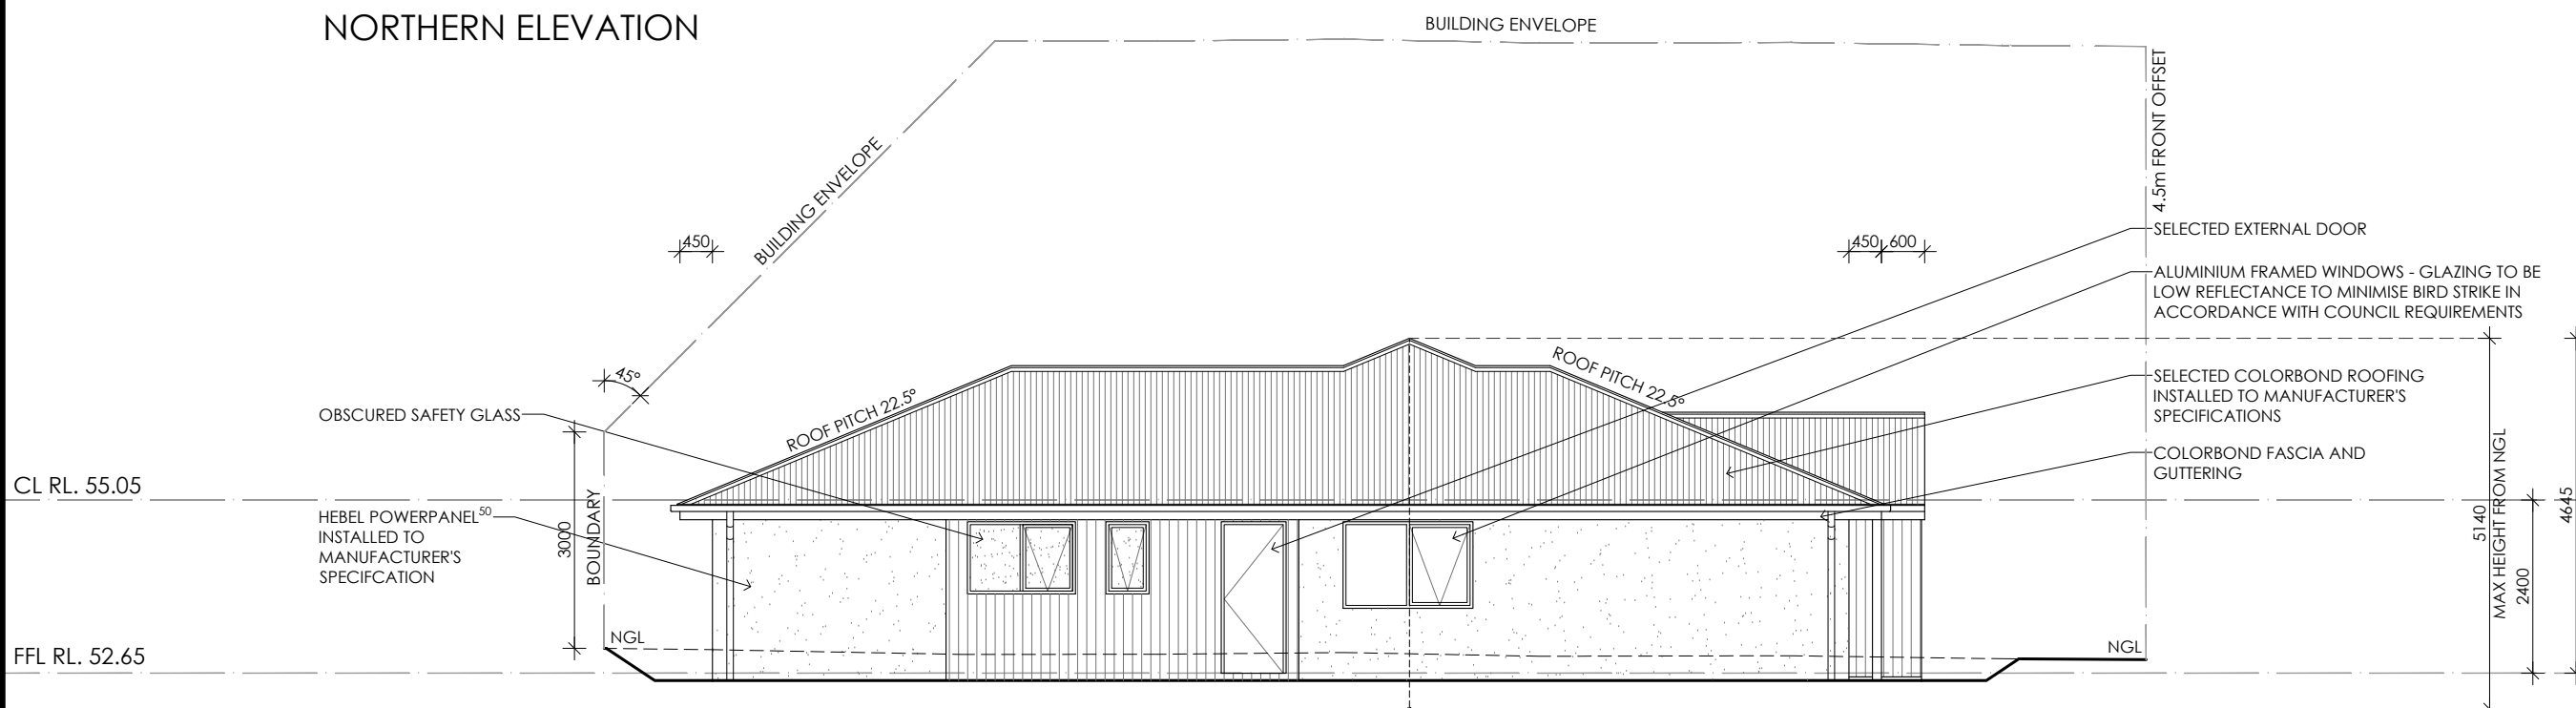 NORTHERN ELEVATION
BUILDING ENVELOPE
BUILDING ENVELOPE
4.5m FRONT OFFSET
450
450
600
SELECTED EXTERNAL DOOR
ALUMINIUM FRAMED WINDOWS - GLAZING TO BE
LOW REFLECTANCE TO MINIMISE BIRD STRIKE IN
ACCORDANCE WITH COUNCIL REQUIREMENTS
45°
ROOF PITCH 22.5°
ROOF PITCH 22.5°
SELECTED COLORBOND ROOFING
INSTALLED TO MANUFACTURER'S
SPECIFICATIONS
OBSCURED SAFETY GLASS
COLORBOND FASCIA AND
GUTTERING
CL RL. 55.05
HEBEL POWERPANEL50
INSTALLED TO
MANUFACTURER'S
SPECIFCATION
3000
BOUNDARY
5140
MAX HEIGHT FROM NGL
2400
4645
NGL
NGL
FFL RL. 52.65